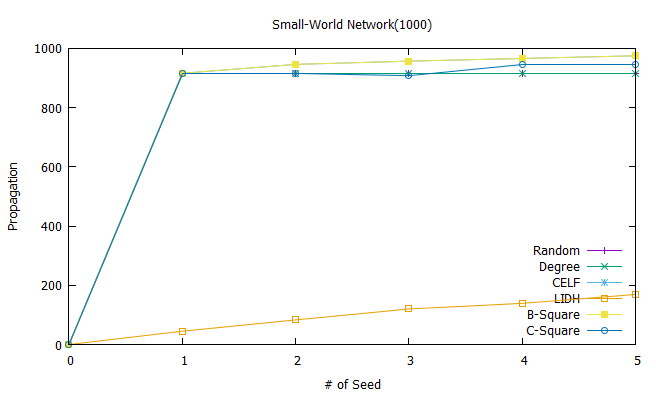 Small-World Network(1000)
1000
800
600
400
200
0
Propagation
Random
Degree
CELF
LIDH
B-Square
C-Square
0 1 2 3 4 5
# of Seed